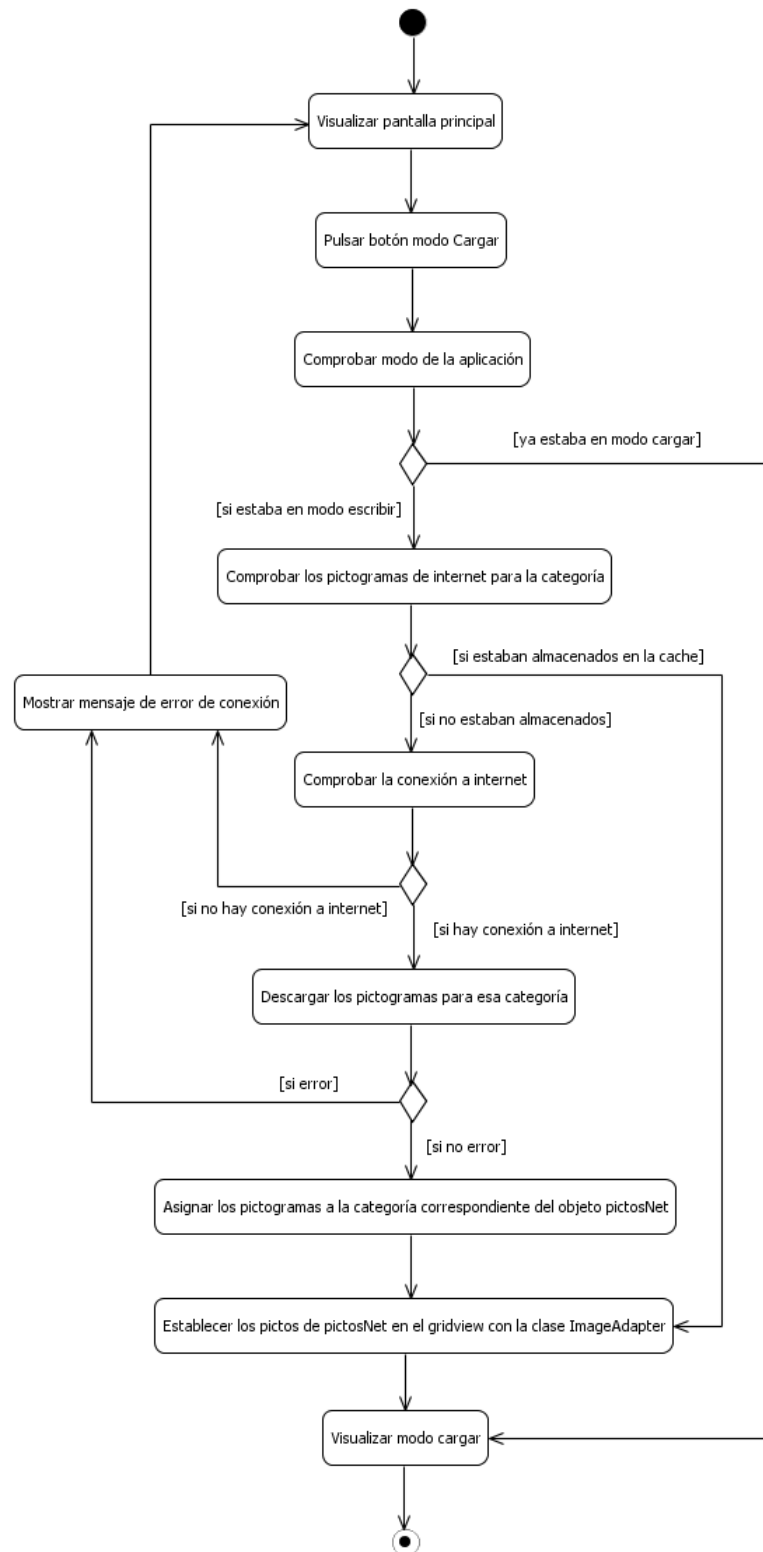 Visualizar pantalla principal
Pulsar botón modo Cargar
Comprobar modo de la aplicación
[ya estaba en modo cargar]
[si estaba en modo escribir]
Comprobar los pictogramas de internet para la categoría
[si estaban almacenados en la cache]
Mostrar mensaje de error de conexión
[si no estaban almacenados]
Comprobar la conexión a internet
[si no hay conexión a internet]
[si hay conexión a internet]
Descargar los pictogramas para esa categoría
[si error]
[si no error]
Asignar los pictogramas a la categoría correspondiente del objeto pictosNet
Establecer los pictos de pictosNet en el gridview con la clase ImageAdapter
Visualizar modo cargar